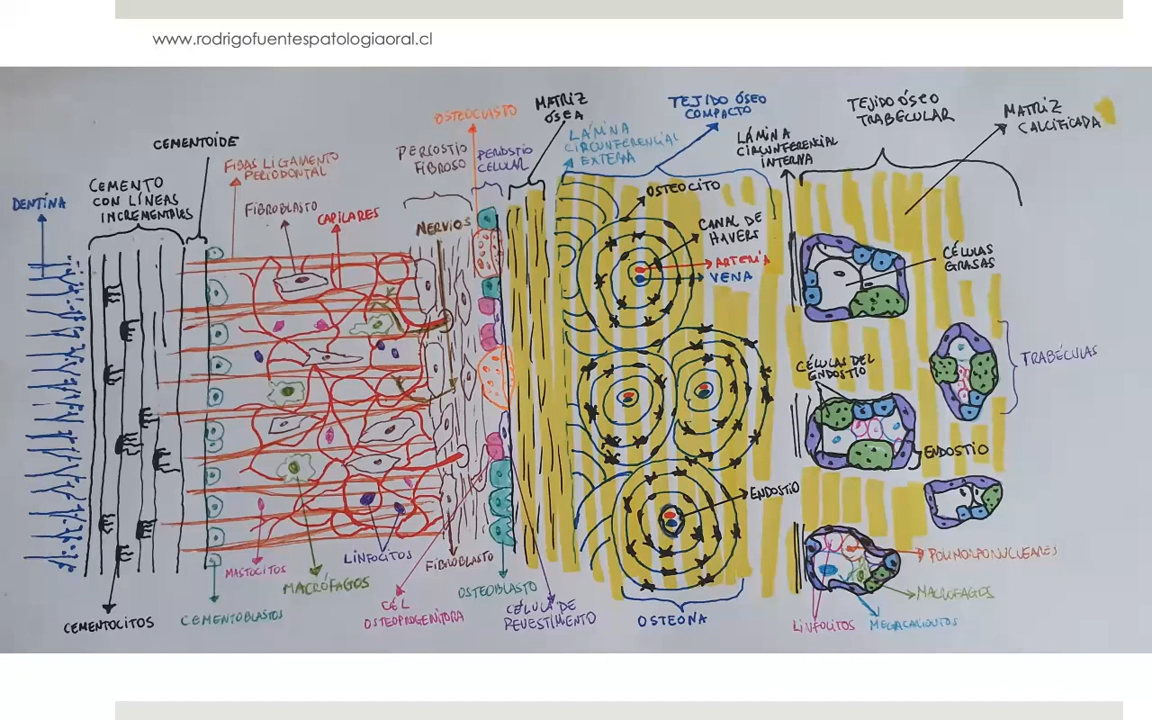 www.rodrigofuentespatologiaoral.cl
DENTINA
CEMENTO
CON LÍNEAS
INCREMENTALES
CEMENTOIDE
FIBAS LIGAMENTO
PERIODONTAL
FIBROBLASTO
CAPILARES
PERIOSTIO
FIBROSO
NERVIOS
OSTEOCLASTO
PERIOSTIO
CELULAR
MATRIZ
ÓSEA
LÁMINA
CIRCUNFERENCIAL
EXTERNA
TEJIDO ÓSEO
COMPACTO
OSTEOCITO
CANAL DE
HAVERS
ARTERIA
VENA
LÁMINA
CIRCUNFERENCIAL
INTERNA
TEJIDO ÓSEO
TRABECULAR
MATRIZ
CALCIFICADA
CÉLULAS
GRASAS
TRABÉCULAS
CÉLULAS DEL
ENDOSTIO
ENDOSTIO
ENDOSTIO
POLIMORFONUCLEARES
MACRÓFAGOS
MEGACARIOCITOS
LINFOCITOS
OSTEONA
CÉLULA DE
REVESTIMIENTO
OSTEOBLASTO
FIBROBLASTO
CÉL
OSTEOPROGENITORA
LINFOCITOS
MACRÓFAGOS
MASTOCITOS
CEMENTOBLASTOS
CEMENTOCITOS